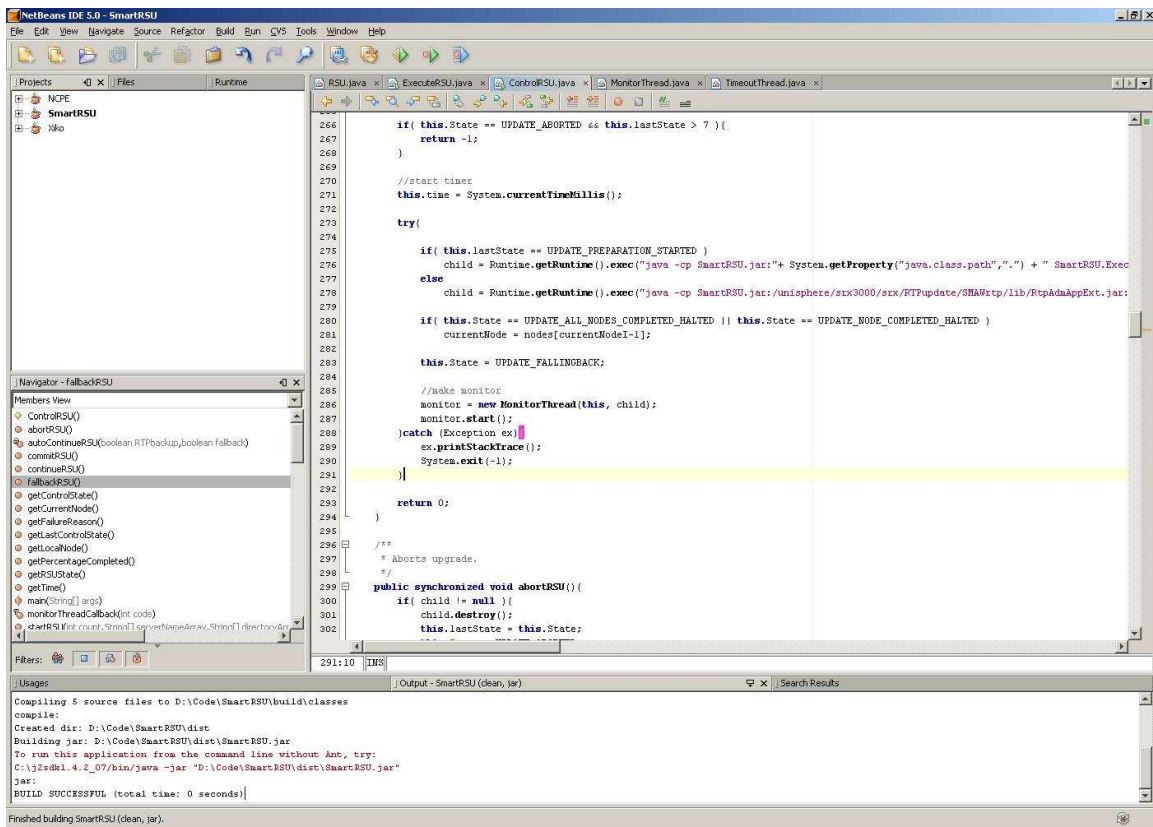 NetBeans IDE 5.0 - SmartRSU
File Edit View Navigate Source Refactor Build Run CVS Tools Window Help
Projects Files Runtime
NCPE
SmartRSU
Xiko
RSU.java ExecuteRSU.java ControlRSU.java MonitorThread.java TimeoutThread.java
266 if( this.State == UPDATE_ABORTED && this.lastState > 7 ){
267 return -1;
268 }
269
270 //start timer
271 this.time = System.currentTimeMillis();
272
273 try{
274
275 if( this.lastState == UPDATE_PREPARATION_STARTED )
276 child = Runtime.getRuntime().exec("java -cp SmartRSU.jar:"+ System.getProperty("java.class.path",".") + " SmartRSU.Exec
277 else
278 child = Runtime.getRuntime().exec("java -cp SmartRSU.jar:/unisphere/srx3000/srx/RTPupdate/SMAWrtp/lib/RtpAdmAppExt.jar:
279
280 if( this.State == UPDATE_ALL_NODES_COMPLETED_HALTED || this.State == UPDATE_NODE_COMPLETED_HALTED )
281 currentNode = nodes[currentNodeI-1];
282
283 this.State = UPDATE_FALLINGBACK;
284
285 //make monitor
286 monitor = new MonitorThread(this, child);
287 monitor.start();
288 }catch (Exception ex){
289 ex.printStackTrace();
290 System.exit(-1);
291 }
292
293 return 0;
294 }
295
296 /**
297 * Aborts upgrade.
298 */
299 public synchronized void abortRSU(){
300 if( child != null ){
301 child.destroy();
302 this.lastState = this.State;
291:10 INS
Navigator - fallbackRSU
Members View
ControlRSU()
abortRSU()
autoContinueRSU(boolean RTPbackup,boolean fallback)
commitRSU()
continueRSU()
fallbackRSU()
getControlState()
getCurrentNode()
getFailureReason()
getLastControlState()
getLocalNode()
getPercentageCompleted()
getRSUState()
getTime()
main(String[] args)
monitorThreadCallback(int code)
startRSU(int count,String[] serverNameArray,String[] directoryArr
Filters:
Usages Output - SmartRSU (clean, jar) Search Results
Compiling 5 source files to D:\Code\SmartRSU\build\classes
compile:
Created dir: D:\Code\SmartRSU\dist
Building jar: D:\Code\SmartRSU\dist\SmartRSU.jar
To run this application from the command line without Ant, try:
C:\j2sdk1.4.2_07/bin/java -jar "D:\Code\SmartRSU\dist\SmartRSU.jar"
jar:
BUILD SUCCESSFUL (total time: 0 seconds)
Finished building SmartRSU (clean, jar).